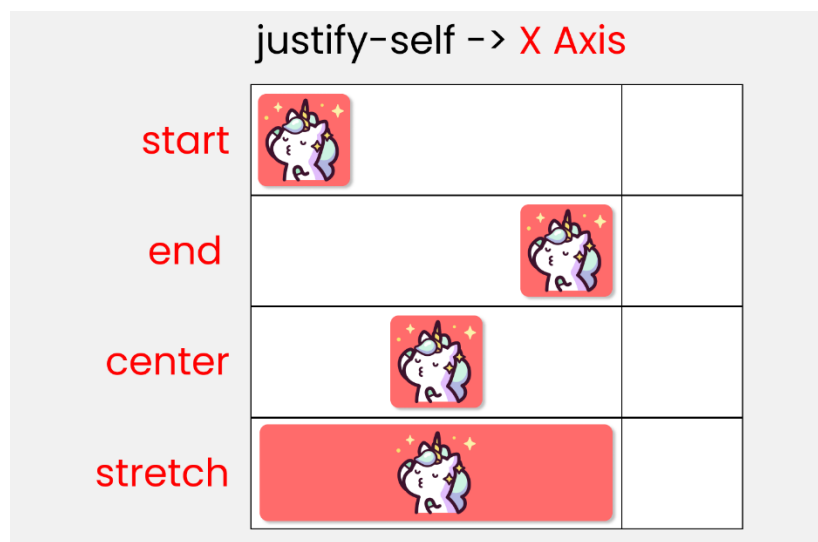 justify-self -> X Axis
start
end
center
stretch